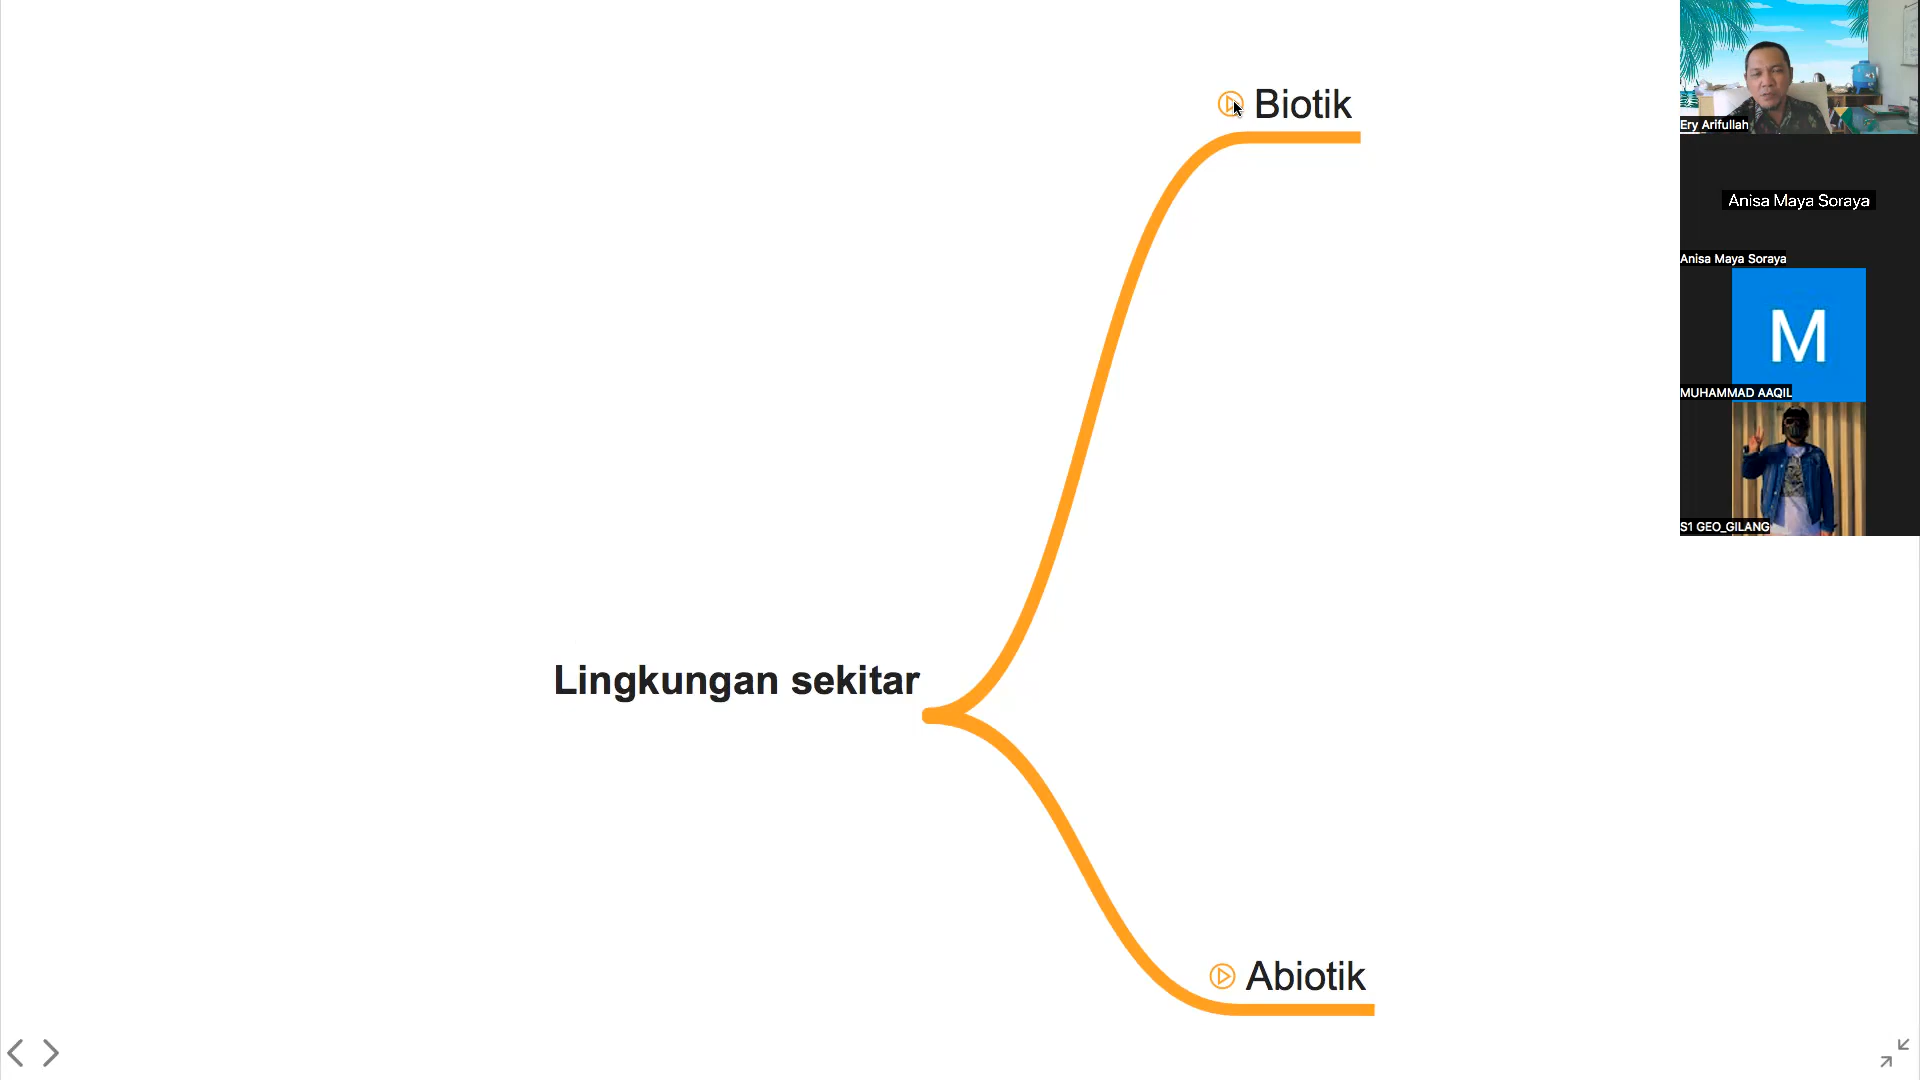 Biotik
Lingkungan sekitar
Abiotik
Ery Arifullah
Anisa Maya Soraya
Anisa Maya Soraya
M
MUHAMMAD AAQIL
S1 GEO_GILANG